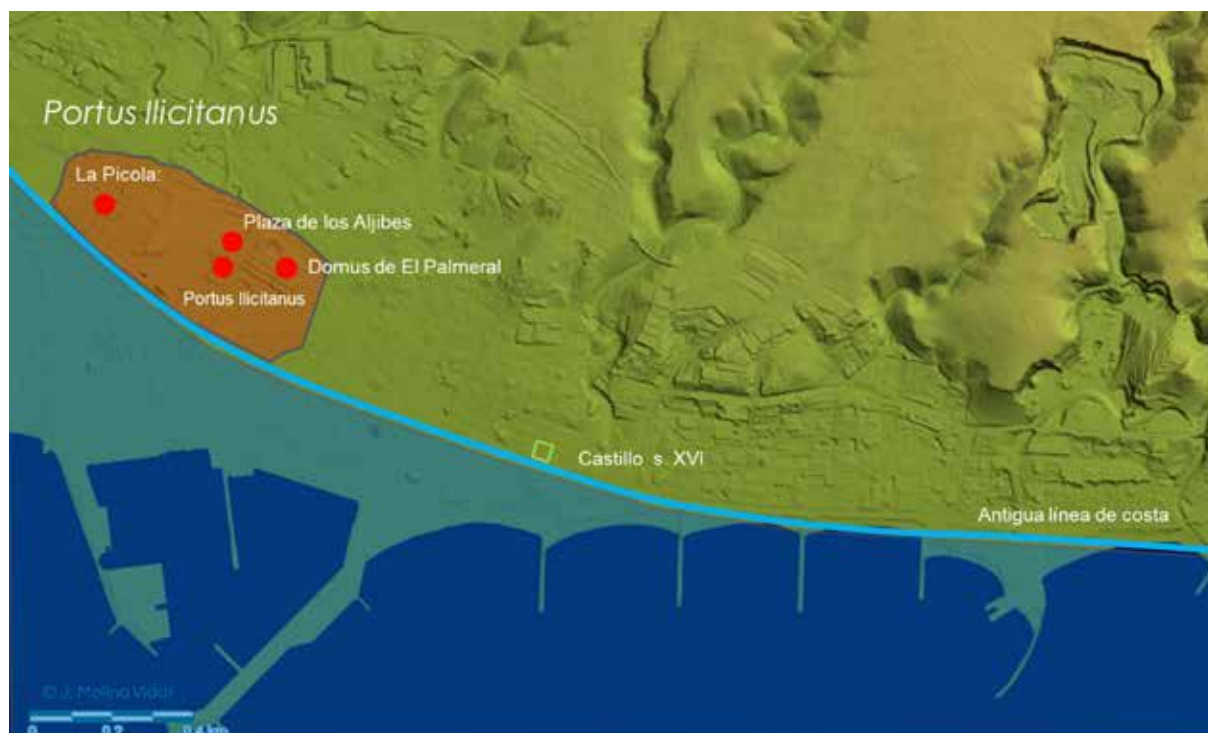 Portus Ilicitanus
La Picola:
Plaza de los Aljibes
Domus de El Palmeral
Portus Ilicitanus
Castillo s. XVI
Antigua línea de costa
© J. Molina Vidal
0 0.2 0.4 km